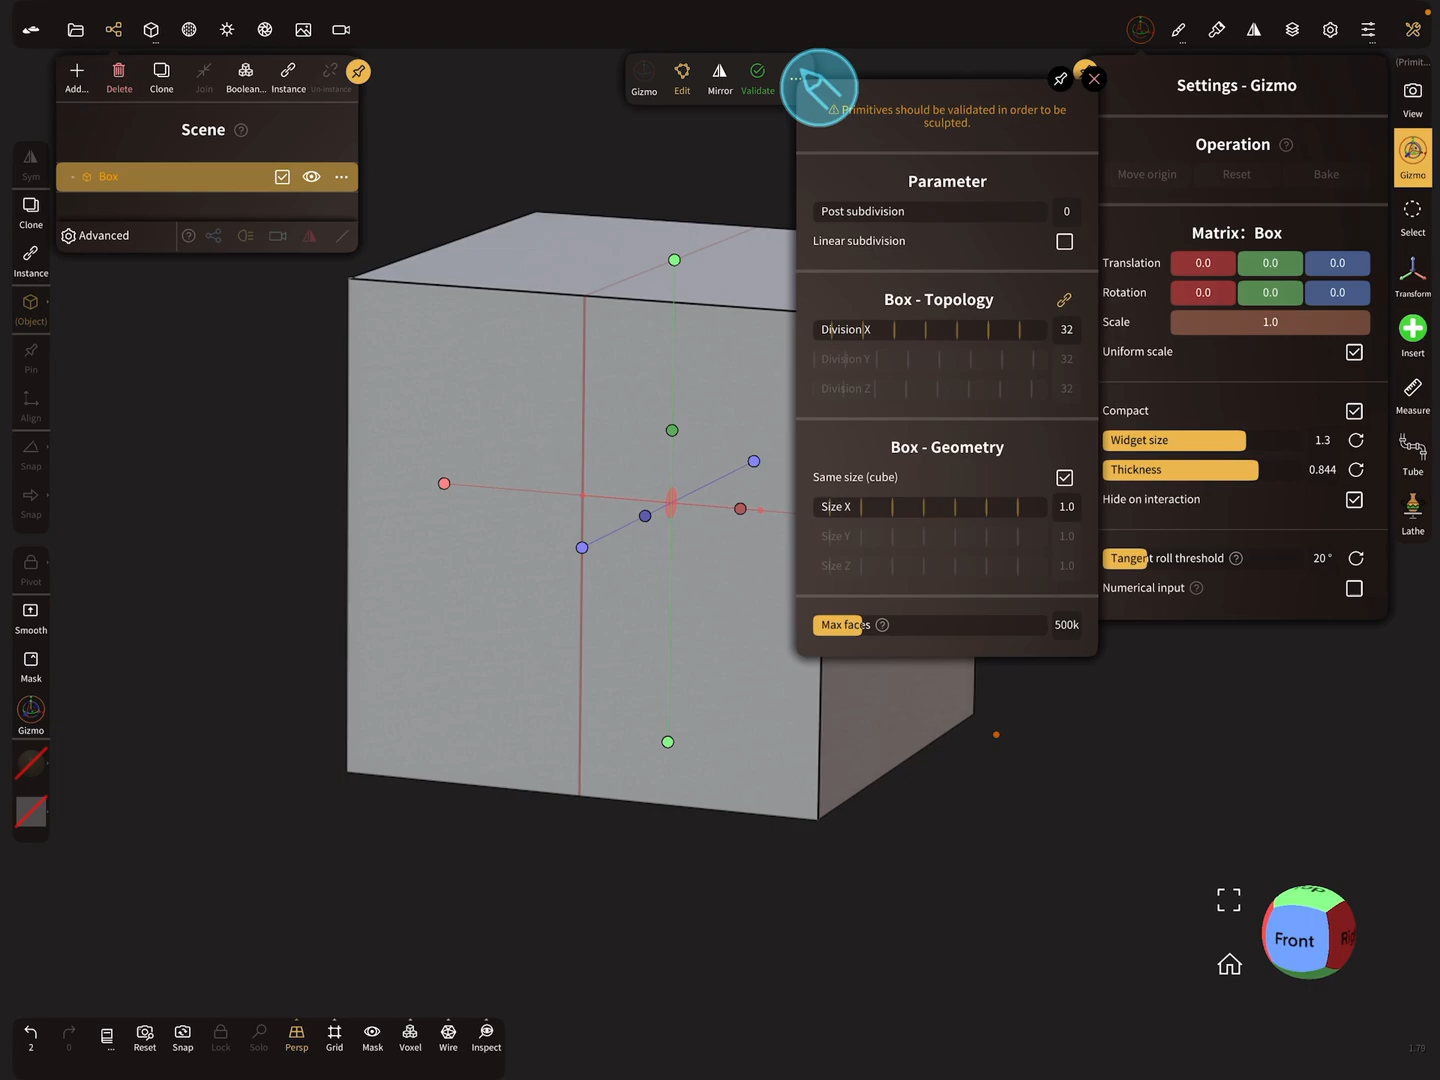 Add...
Delete
Clone
Join
Boolean...
Instance
Un-instance
Scene
Box
Advanced
Sym
Clone
Instance
(Object)
Pin
Align
Snap
Snap
Pivot
Smooth
Mask
Gizmo
Gizmo
Edit
Mirror
Validate
Primitives should be validated in order to be
sculpted.
Parameter
Post subdivision 0
Linear subdivision
Box - Topology
Division X 32
Division Y 32
Division Z 32
Box - Geometry
Same size (cube)
Size X 1.0
Size Y 1.0
Size Z 1.0
Max faces ? 500k
Settings - Gizmo
Operation ?
Move origin Reset Bake
Matrix: Box
Translation 0.0 0.0 0.0
Rotation 0.0 0.0 0.0
Scale 1.0
Uniform scale
Compact
Widget size 1.3
Thickness 0.844
Hide on interaction
Tangent roll threshold ? 20 °
Numerical input ?
(Primit...
View
Gizmo
Select
Transform
Insert
Measure
Tube
Lathe
Top
Front
Rig
2
0
...
Reset
Snap
Lock
Solo
Persp
Grid
Mask
Voxel
Wire
Inspect
1.79